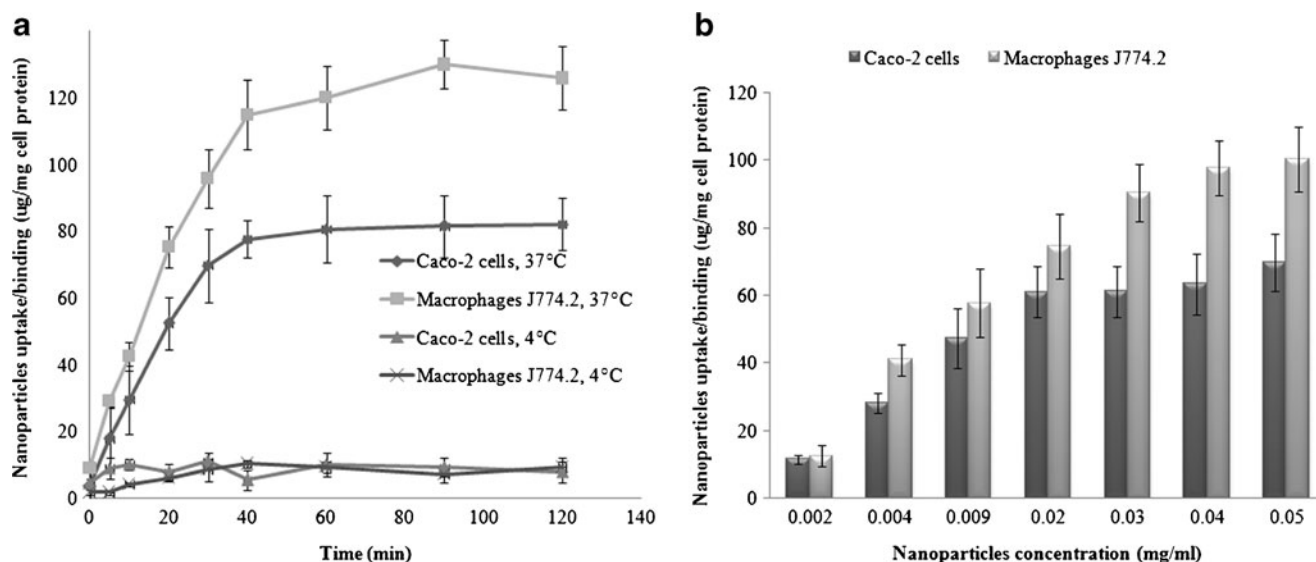 a
Nanoparticles uptake/binding (ug/mg cell protein)
120
100
80
60
40
20
0
Caco-2 cells, 37°C
Macrophages J774.2, 37°C
Caco-2 cells, 4°C
Macrophages J774.2, 4°C
0 20 40 60 80 100 120 140
Time (min)
b
Caco-2 cells Macrophages J774.2
Nanoparticles uptake/binding (ug/mg cell protein)
120
100
80
60
40
20
0
0.002 0.004 0.009 0.02 0.03 0.04 0.05
Nanoparticles concentration (mg/ml)